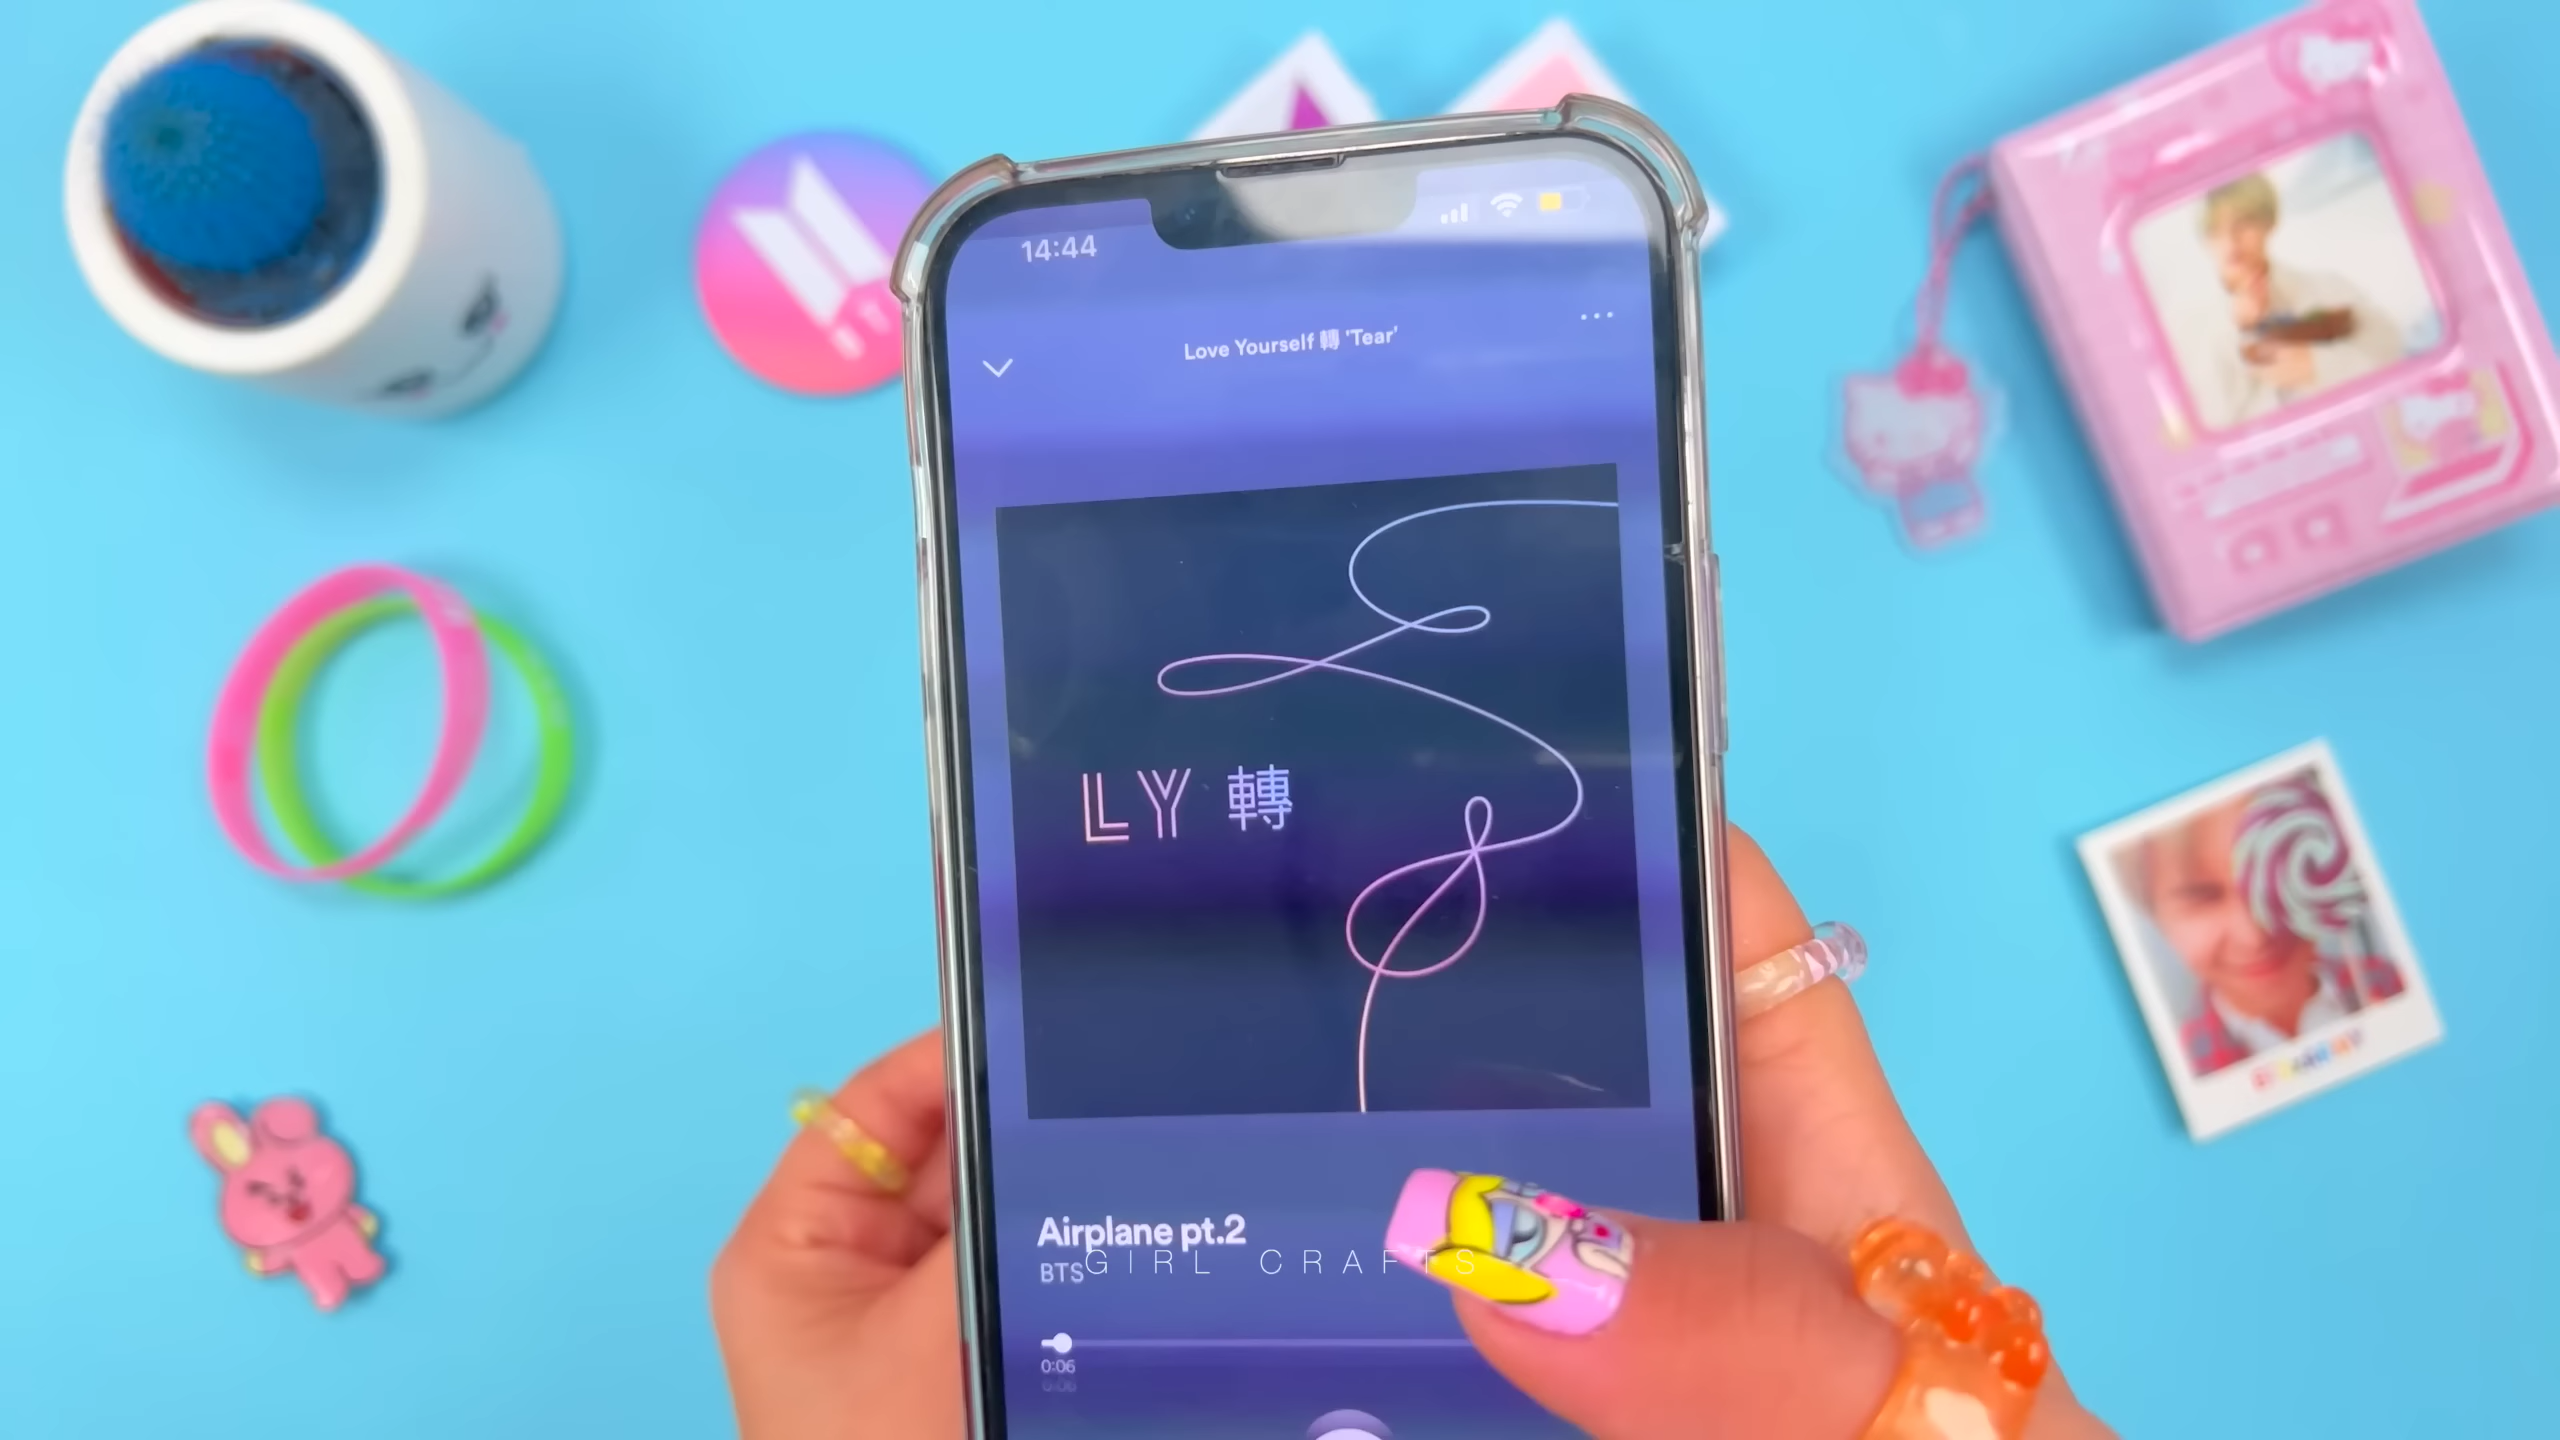 14:44
Love Yourself 轉 'Tear'
LY 轉
Airplane pt.2
BTS
GIRL CRAFTS
0:06